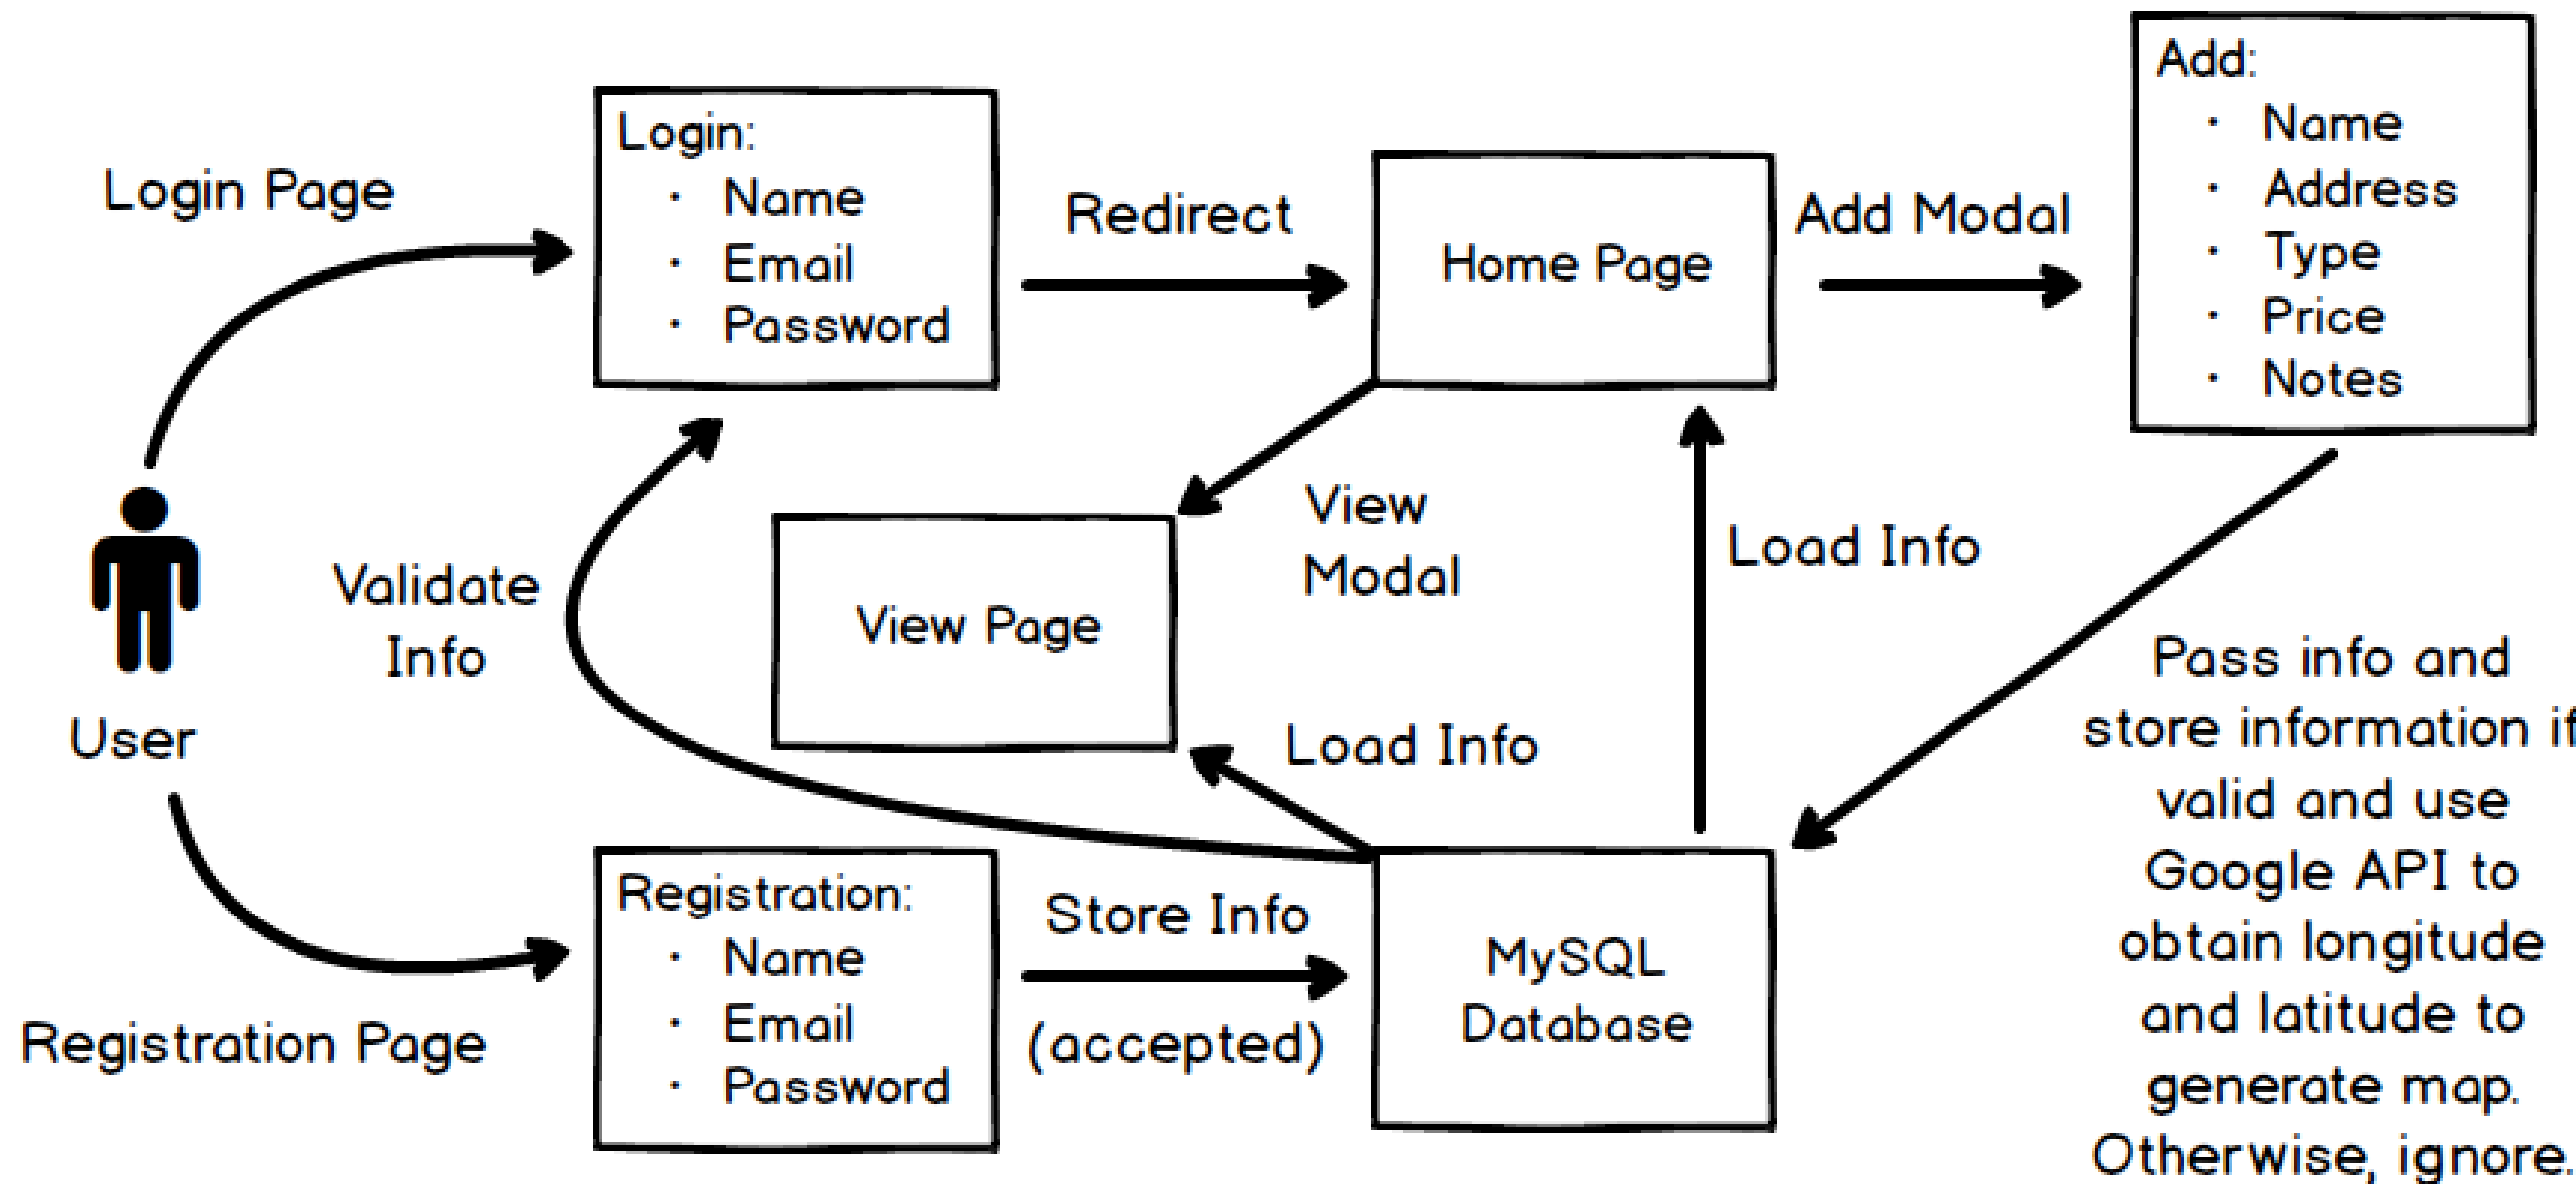 Login Page
Login:
· Name
· Email
· Password
Redirect
Home Page
Add Modal
Add:
· Name
· Address
· Type
· Price
· Notes
User
Validate
Info
View Page
View
Modal
Load Info
Load Info
Registration Page
Registration:
· Name
· Email
· Password
Store Info
(accepted)
MySQL
Database
Pass info and
store information if
valid and use
Google API to
obtain longitude
and latitude to
generate map.
Otherwise, ignore.